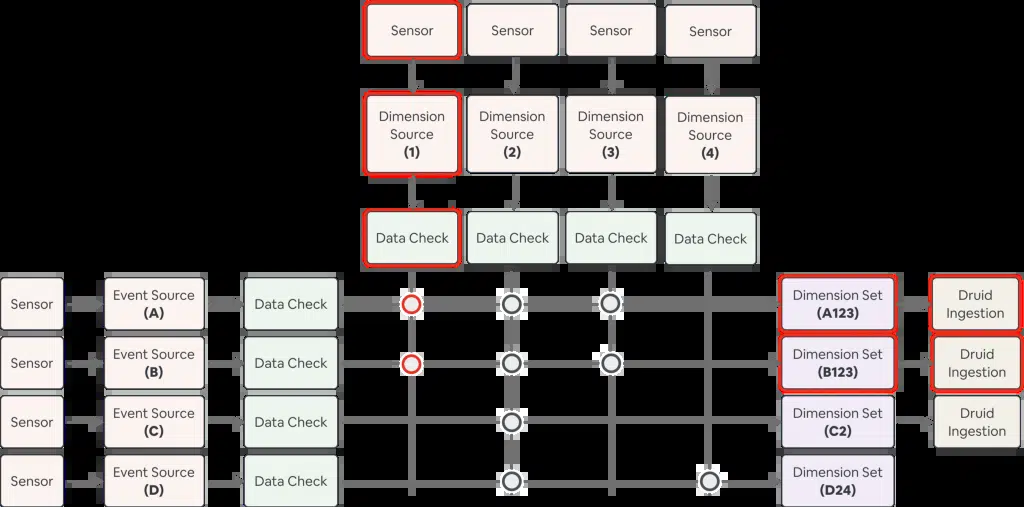 Sensor
Sensor
Sensor
Sensor
Dimension
Source
(1)
Dimension
Source
(2)
Dimension
Source
(3)
Dimension
Source
(4)
Data Check
Data Check
Data Check
Data Check
Sensor
Event Source
(A)
Data Check
Dimension Set
(A123)
Druid
Ingestion
Sensor
Event Source
(B)
Data Check
Dimension Set
(B123)
Druid
Ingestion
Sensor
Event Source
(C)
Data Check
Dimension Set
(C2)
Druid
Ingestion
Sensor
Event Source
(D)
Data Check
Dimension Set
(D24)